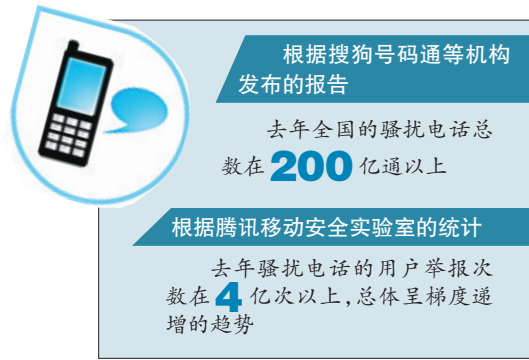 根据搜狗号码通等机构
发布的报告
去年全国的骚扰电话总
数在200亿通以上
根据腾讯移动安全实验室的统计
去年骚扰电话的用户举报次
数在4亿次以上，总体呈梯度递
增的趋势